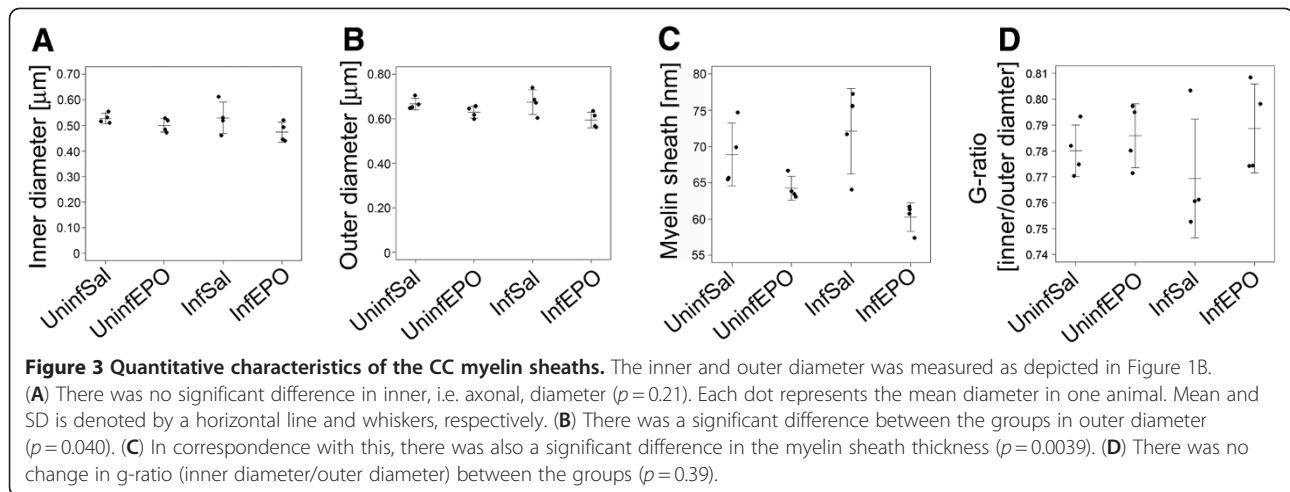 A
B
C
D
Inner diameter [µm]
0.70
0.60
0.50
0.40
0.30
0.20
0.10
0
UninfSal
UninfEPO
InfSal
InfEPO
Outer diameter [µm]
0.80
0.60
0.40
0.20
0
UninfSal
UninfEPO
InfSal
InfEPO
Myelin sheath [nm]
80
75
70
65
60
55
UninfSal
UninfEPO
InfSal
InfEPO
G-ratio
[inner/outer diamter]
0.81
0.80
0.79
0.78
0.77
0.76
0.75
0.74
UninfSal
UninfEPO
InfSal
InfEPO
Figure 3 Quantitative characteristics of the CC myelin sheaths. The inner and outer diameter was measured as depicted in Figure 1B.
(A) There was no significant difference in inner, i.e. axonal, diameter (p = 0.21). Each dot represents the mean diameter in one animal. Mean and
SD is denoted by a horizontal line and whiskers, respectively. (B) There was a significant difference between the groups in outer diameter
(p = 0.040). (C) In correspondence with this, there was also a significant difference in the myelin sheath thickness (p = 0.0039). (D) There was no
change in g-ratio (inner diameter/outer diameter) between the groups (p = 0.39).